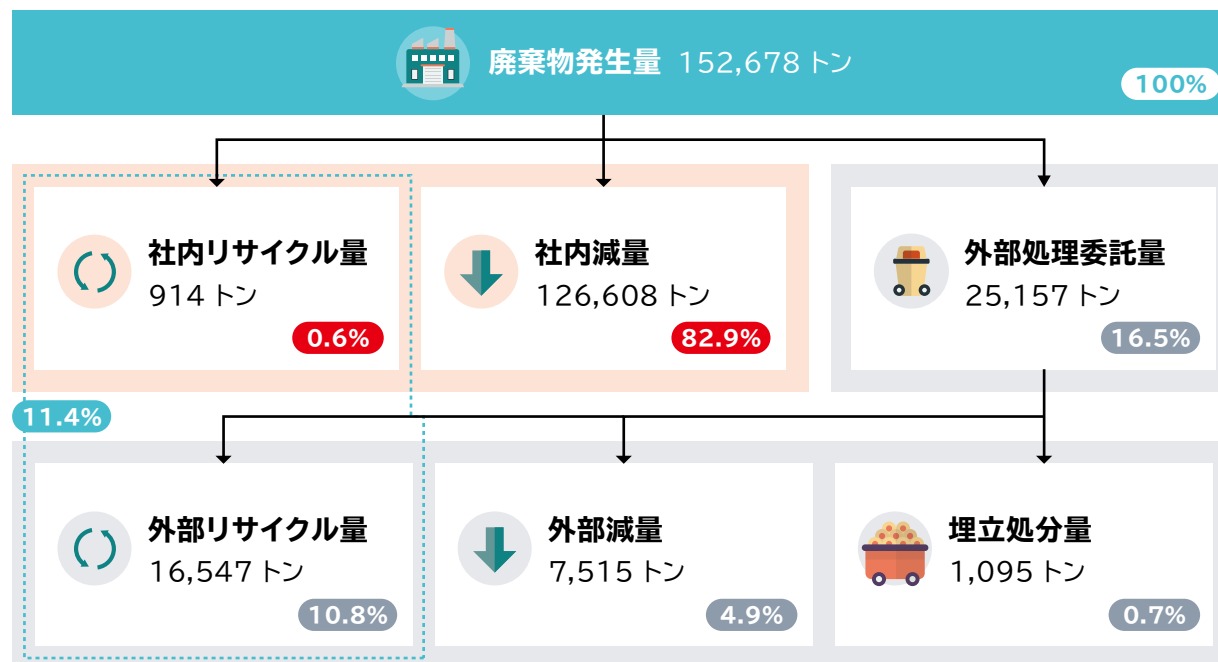 廃棄物発生量 152,678 トン
100%
社内リサイクル量
914 トン
0.6%
社内減量
126,608 トン
82.9%
外部処理委託量
25,157 トン
16.5%
11.4%
外部リサイクル量
16,547 トン
10.8%
外部減量
7,515 トン
4.9%
埋立処分量
1,095 トン
0.7%